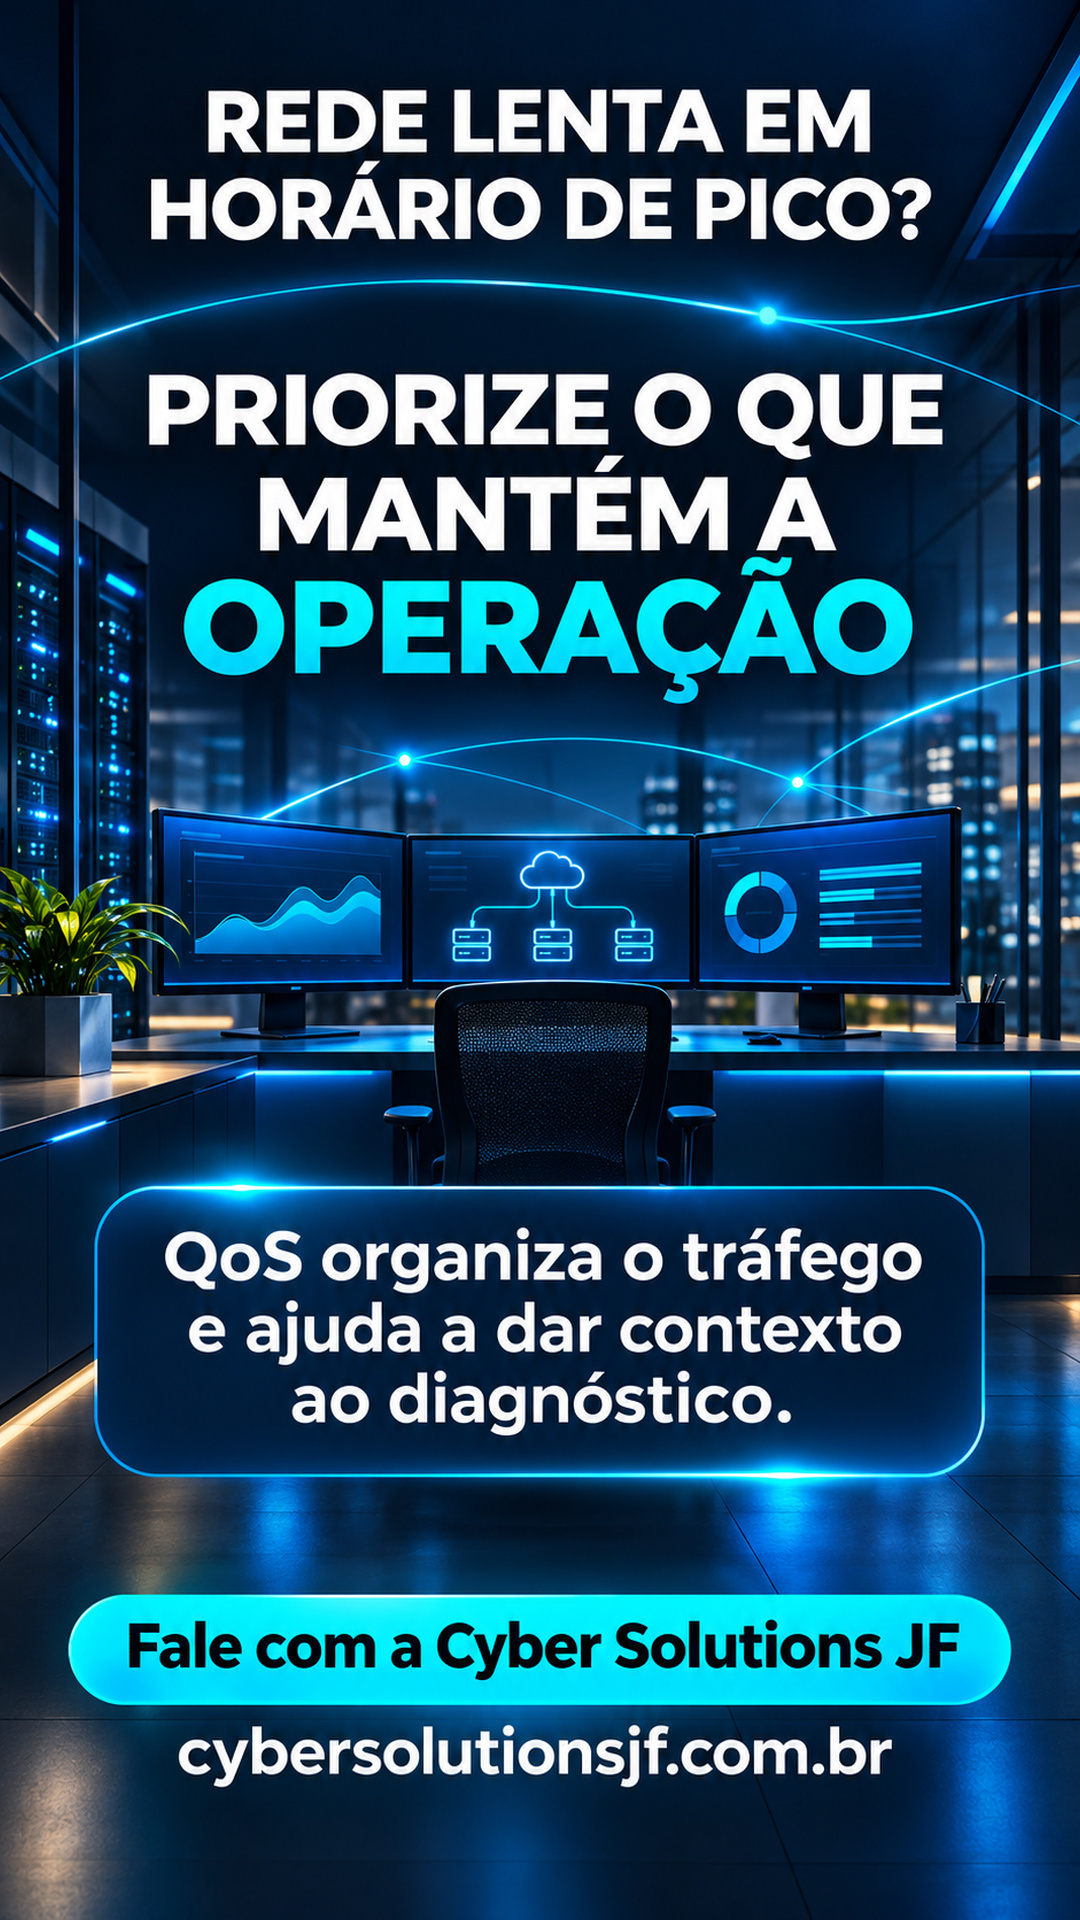 REDE LENTA EM
HORÁRIO DE PICO?
PRIORIZE O QUE
MANTÉM A
OPERAÇÃO
QoS organiza o tráfego
e ajuda a dar contexto
ao diagnóstico.
Fale com a Cyber Solutions JF
cybersolutionsjf.com.br